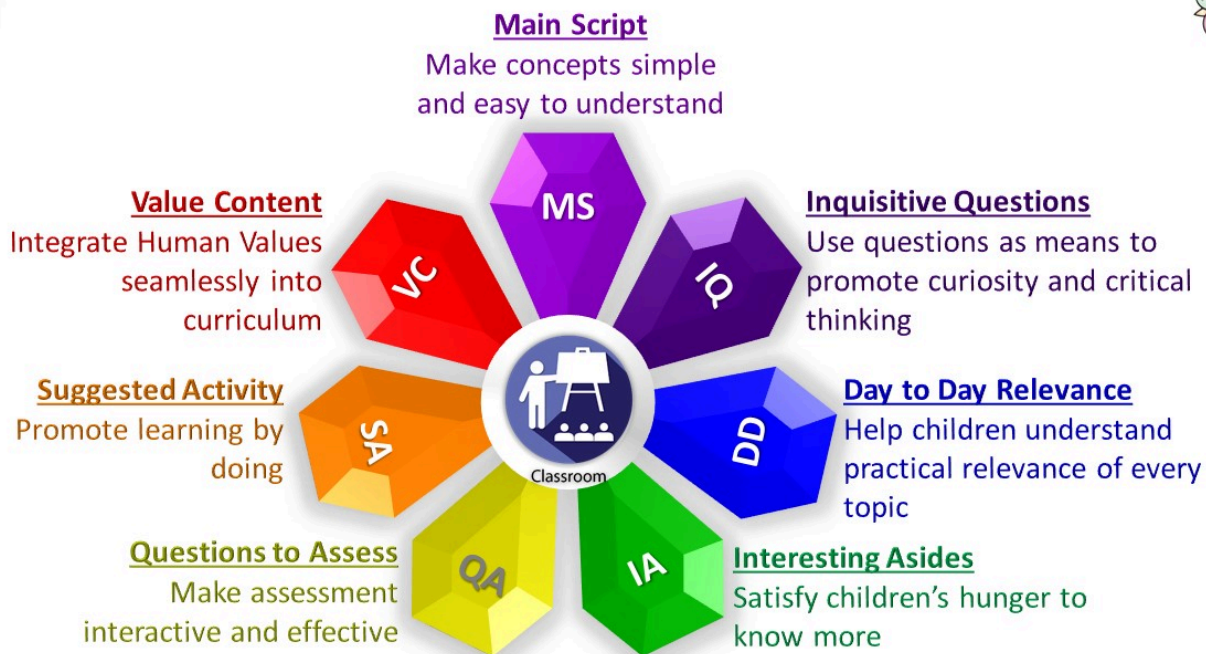 Main Script
Make concepts simple
and easy to understand
MS
Inquisitive Questions
Use questions as means to
promote curiosity and critical
thinking
IQ
Day to Day Relevance
Help children understand
practical relevance of every
topic
DD
Interesting Asides
Satisfy children's hunger to
know more
IA
Questions to Assess
Make assessment
interactive and effective
QA
Suggested Activity
Promote learning by
doing
SA
Value Content
Integrate Human Values
seamlessly into
curriculum
VC
Classroom